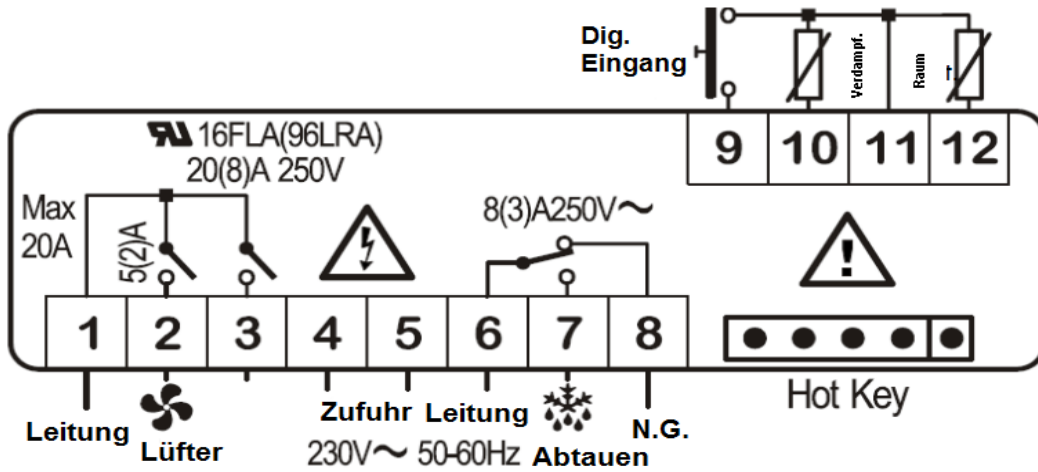 Dig.
Eingang
Verdampf.
Raum
t.
9 10 11 12
16FLA(96LRA)
20(8)A 250V
Max
20A
5(2)A
8(3)A250V~
1 2 3 4 5 6 7 8
Hot Key
Leitung
Lüfter
Zufuhr
Leitung
N.G.
230V~ 50-60Hz
Abtauen